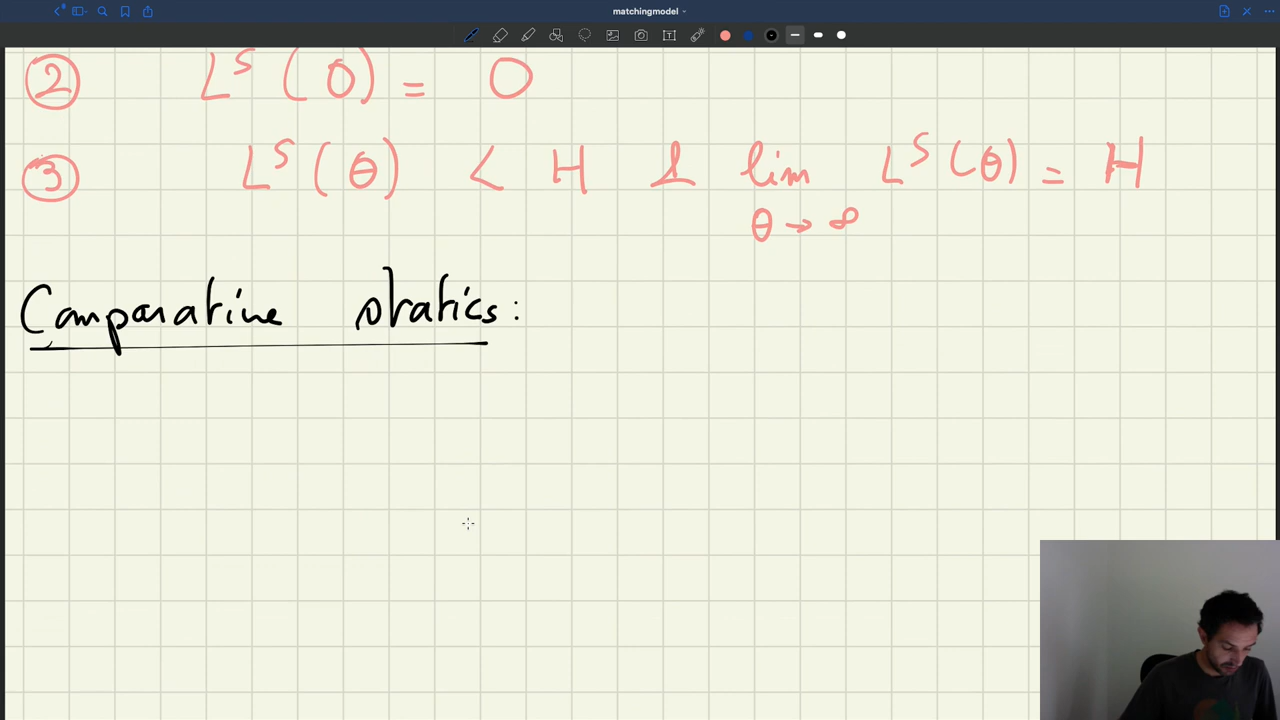 matchingmodel
② L^S(0) = 0
③ L^S(θ) < H & lim L^S(θ) = H
θ → ∞
Comparative statics: